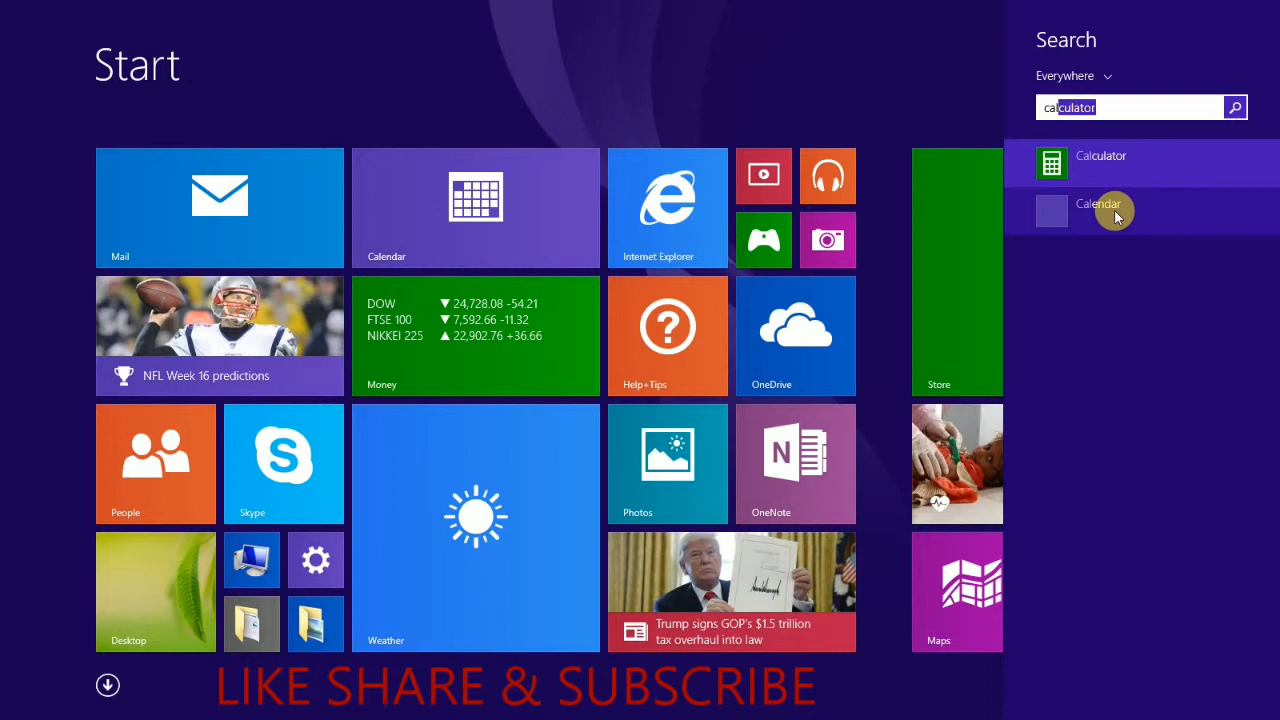 Start
Search
Everywhere
calculator
Calculator
Calendar
Mail
Calendar
Internet Explorer
DOW ▼ 24,728.08 -54.21
FTSE 100 ▼ 7,592.66 -11.32
NIKKEI 225 ▲ 22,902.76 +36.66
NFL Week 16 predictions
Money
Help+Tips
OneDrive
Store
People
Skype
Photos
OneNote
Trump signs GOP's $1.5 trillion
tax overhaul into law
Desktop
Weather
Maps
LIKE SHARE & SUBSCRIBE